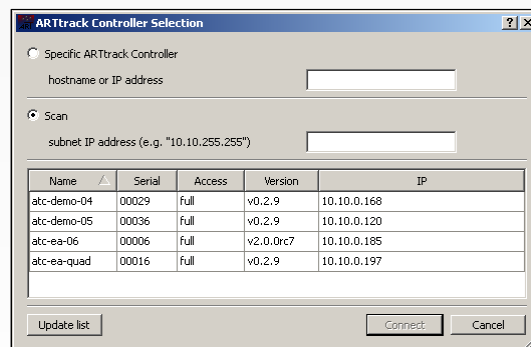 ARTtrack Controller Selection
Specific ARTtrack Controller
hostname or IP address
Scan
subnet IP address (e.g. "10.10.255.255")
Name Serial Access Version IP
atc-demo-04 00029 full v0.2.9 10.10.0.168
atc-demo-05 00036 full v0.2.9 10.10.0.120
atc-ea-06 00006 full v2.0.0rc7 10.10.0.185
atc-ea-quad 00016 full v0.2.9 10.10.0.197
Update list Connect Cancel